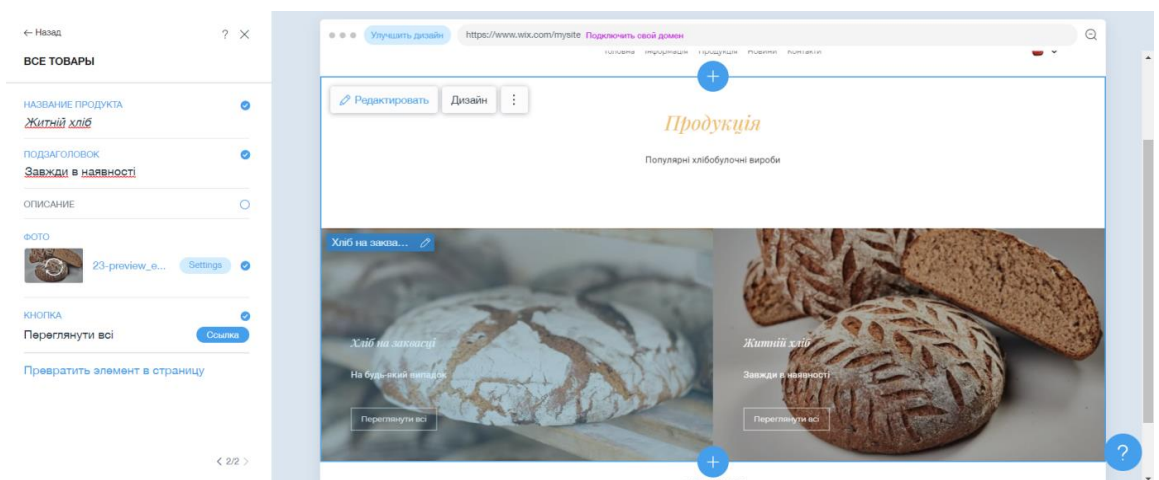 ← Назад
? ×
ВСЕ ТОВАРЫ
НАЗВАНИЕ ПРОДУКТА
Житній хліб
ПОДЗАГОЛОВОК
Завжди в наявності
ОПИСАНИЕ
ФОТО
23-preview_e... Settings
КНОПКА
Переглянути всі Ссылка
Превратить элемент в страницу
< 2/2 >
Улучшить дизайн https://www.wix.com/mysite Подключить свой домен
Головна Інформація Продукція Новини Контакти
Редактировать Дизайн
Продукція
Популярні хлібобулочні вироби
Хліб на заква...
Хліб на заквасці
На будь-який випадок
Переглянути всі
Житній хліб
Завжди в наявності
Переглянути всі
?